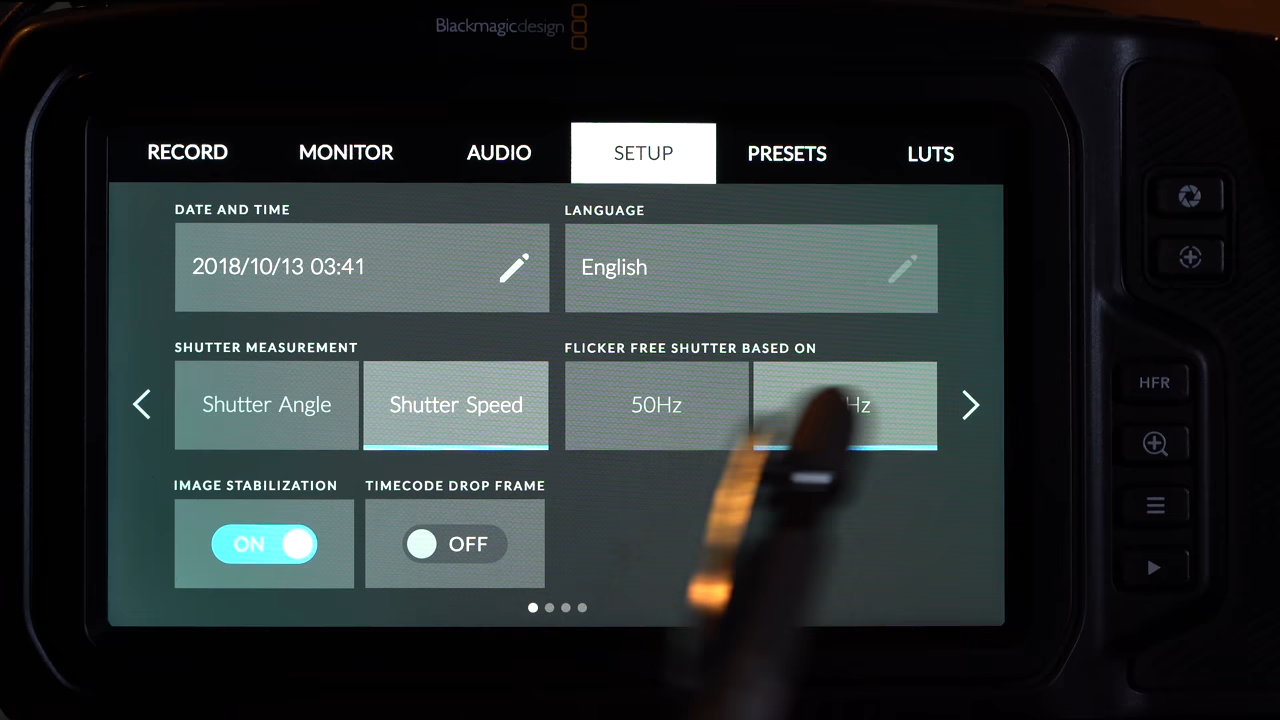 Blackmagicdesign
RECORD MONITOR AUDIO SETUP PRESETS LUTS
DATE AND TIME LANGUAGE
2018/10/13 03:41 English
SHUTTER MEASUREMENT FLICKER FREE SHUTTER BASED ON
Shutter Angle Shutter Speed 50Hz Hz
HFR
IMAGE STABILIZATION TIMECODE DROP FRAME
ON OFF